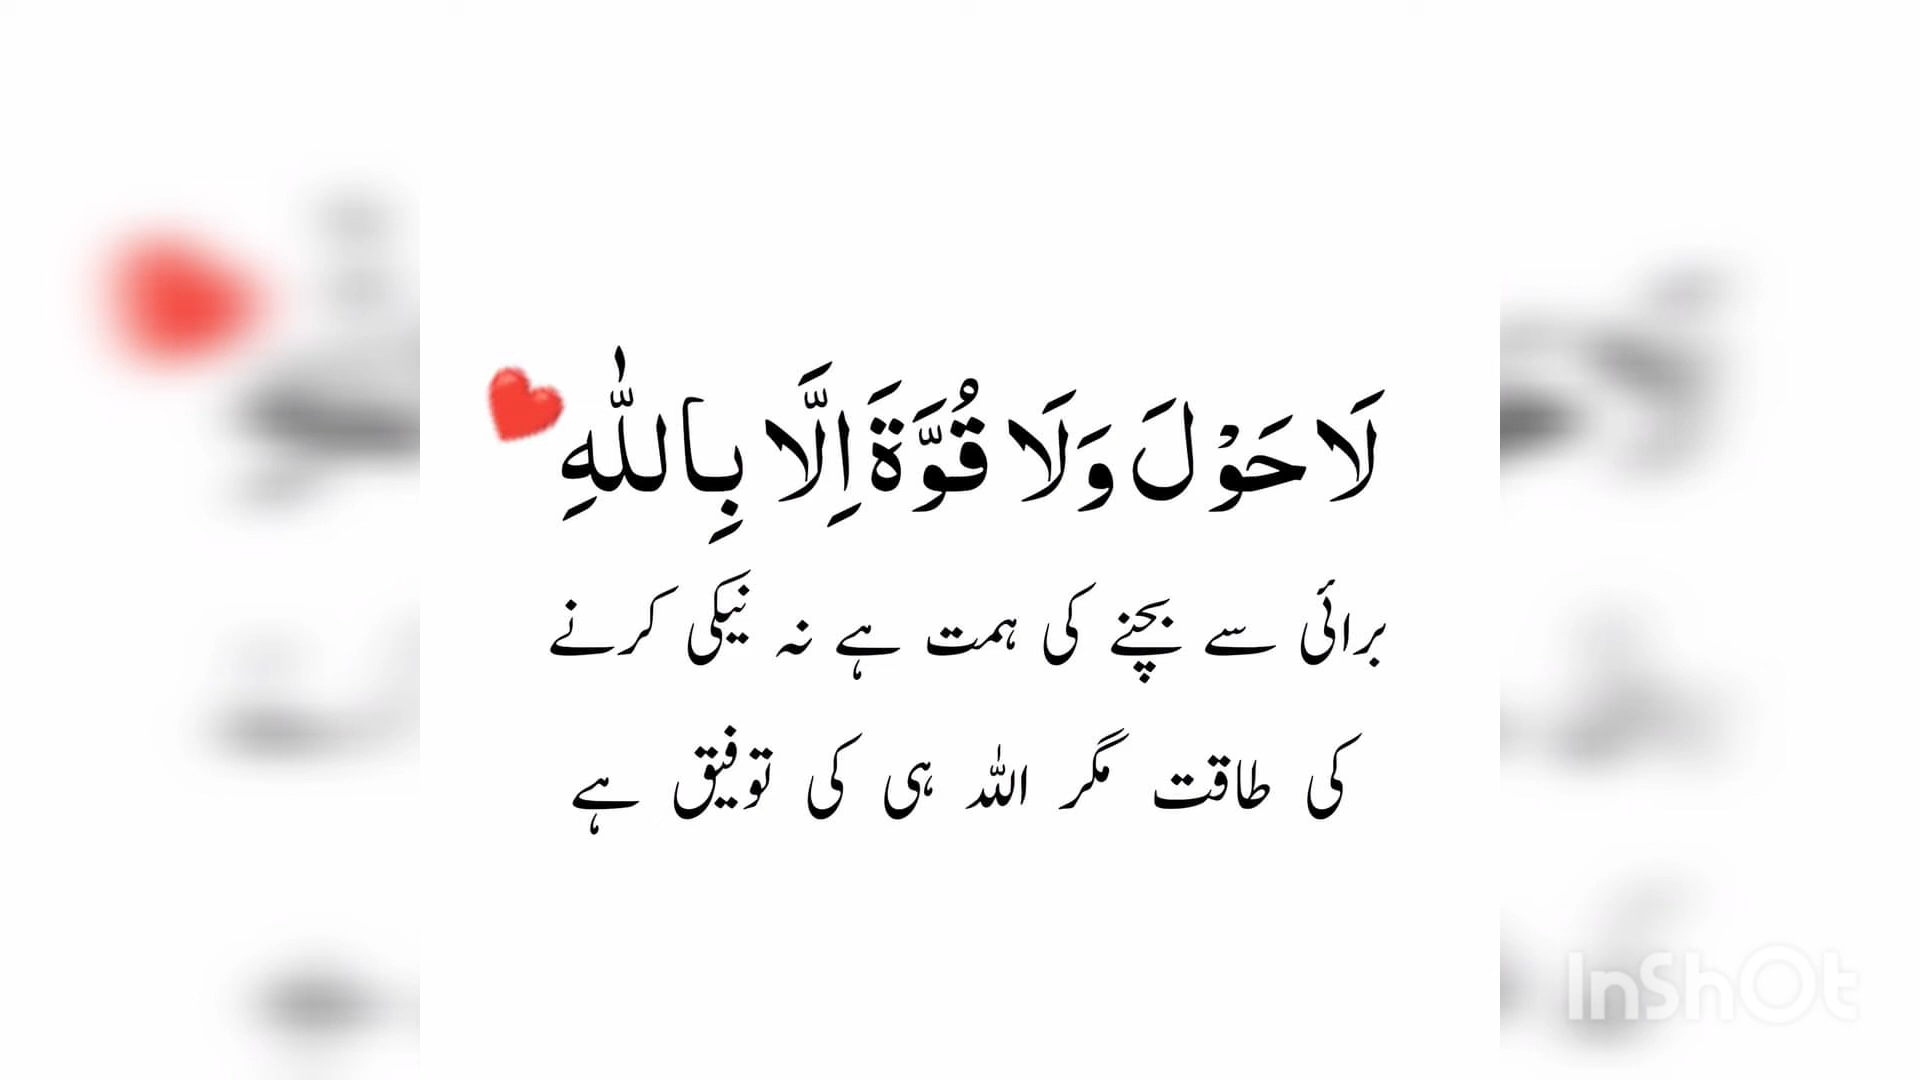 لَا حَوْلَ وَلَا قُوَّةَ اِلَّا بِاللّٰهِ
برائی سے بچنے کی ہمت ہے نہ نیکی کرنے
کی طاقت مگر اللہ ہی کی توفیق ہے
InShOt